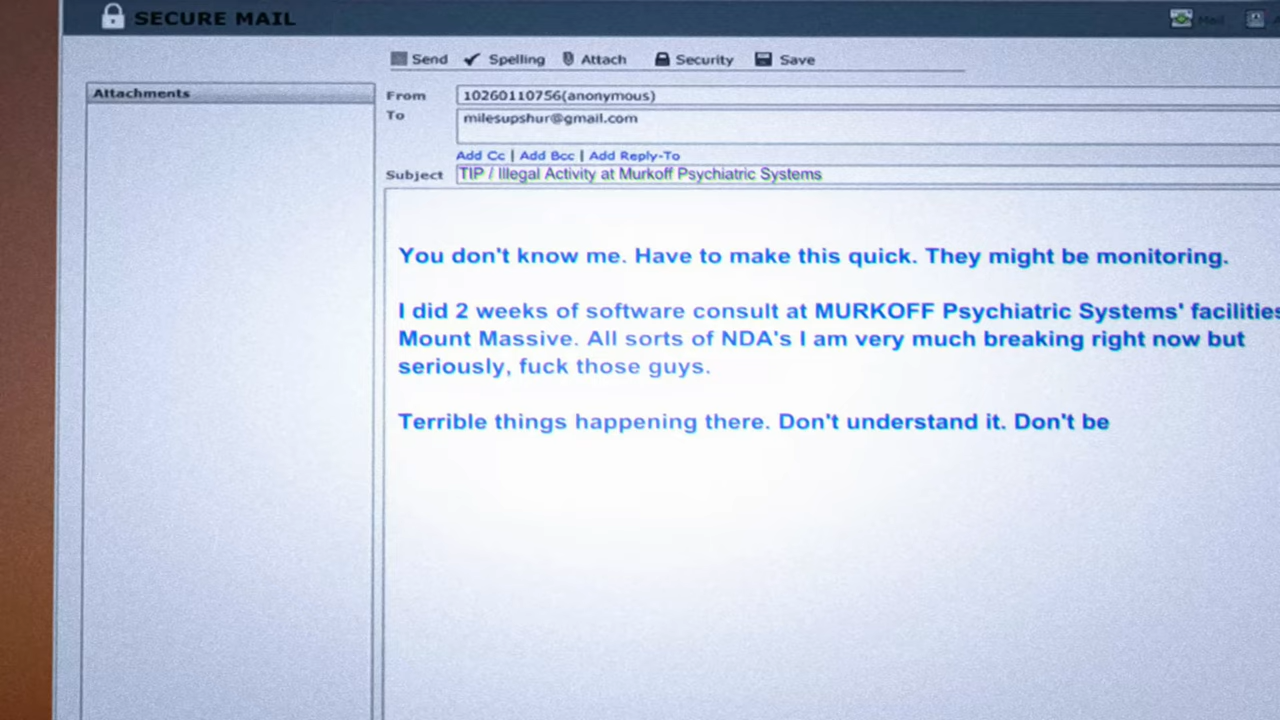 SECURE MAIL
Mail
Send Spelling Attach Security Save
Attachments
From 10260110756(anonymous)
To milesupshur@gmail.com
Add Cc | Add Bcc | Add Reply-To
Subject TIP / Illegal Activity at Murkoff Psychiatric Systems
You don't know me. Have to make this quick. They might be monitoring.
I did 2 weeks of software consult at MURKOFF Psychiatric Systems' facilities
Mount Massive. All sorts of NDA's I am very much breaking right now but
seriously, fuck those guys.
Terrible things happening there. Don't understand it. Don't be